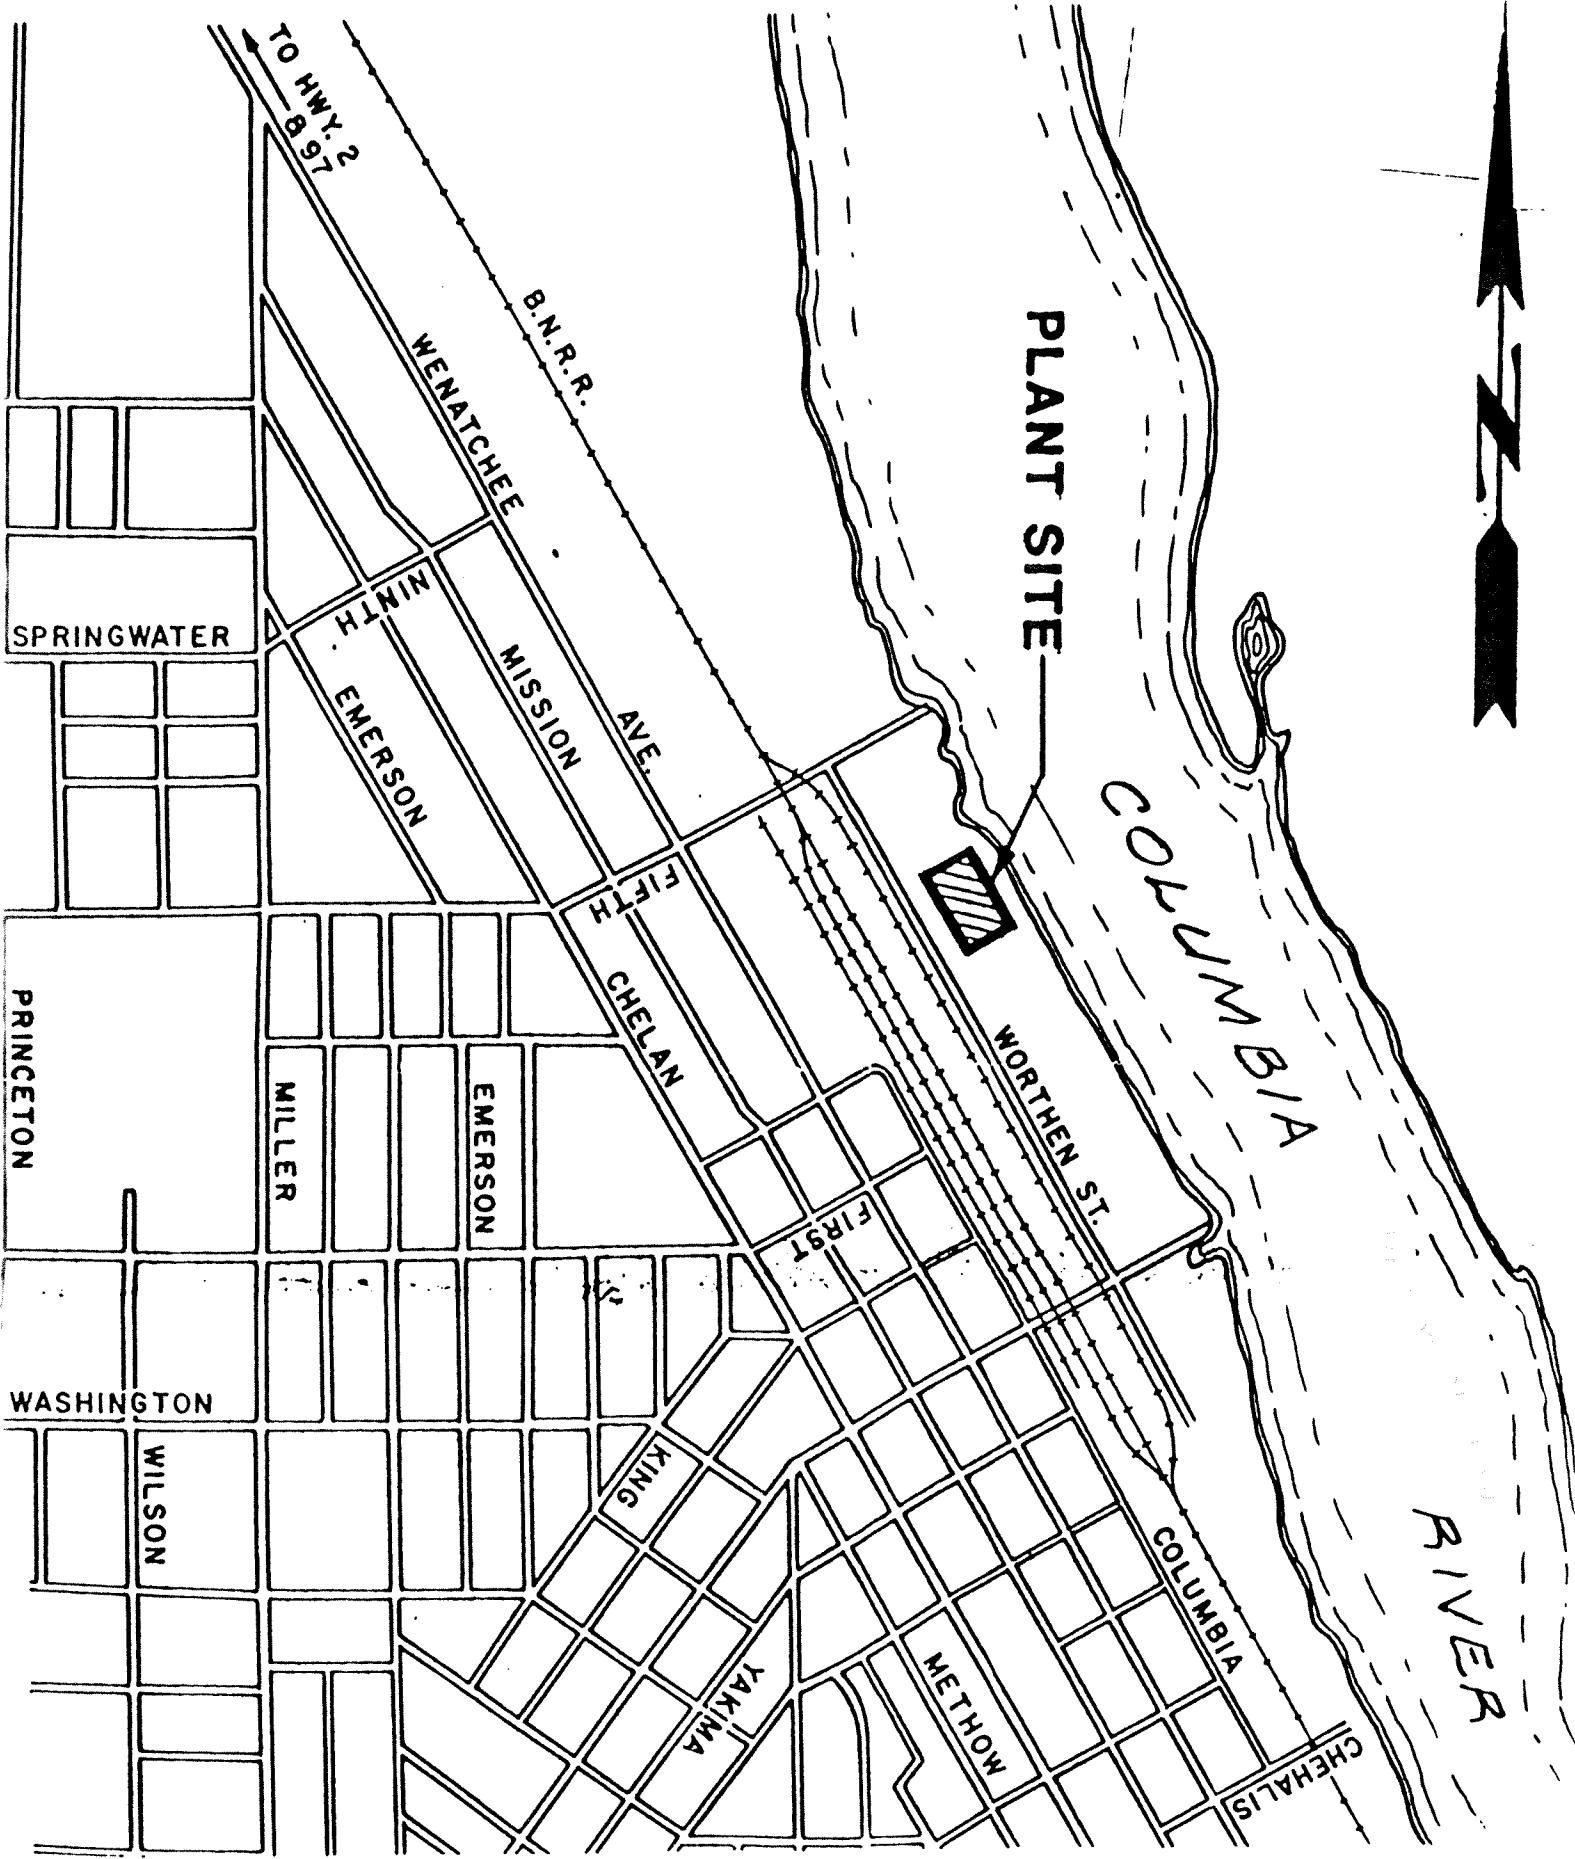 TO HWY. 2
& 97
B.N.R.R.
WENATCHEE
AVE.
PLANT SITE
N
NINTH
SPRINGWATER
MISSION
EMERSON
COLUMBIA
RIVER
FIFTH
CHELAN
PRINCETON
MILLER
EMERSON
WORTHEN ST.
FIRST
WASHINGTON
WILSON
KING
COLUMBIA
YAKIMA
METHOW
CHEHALIS